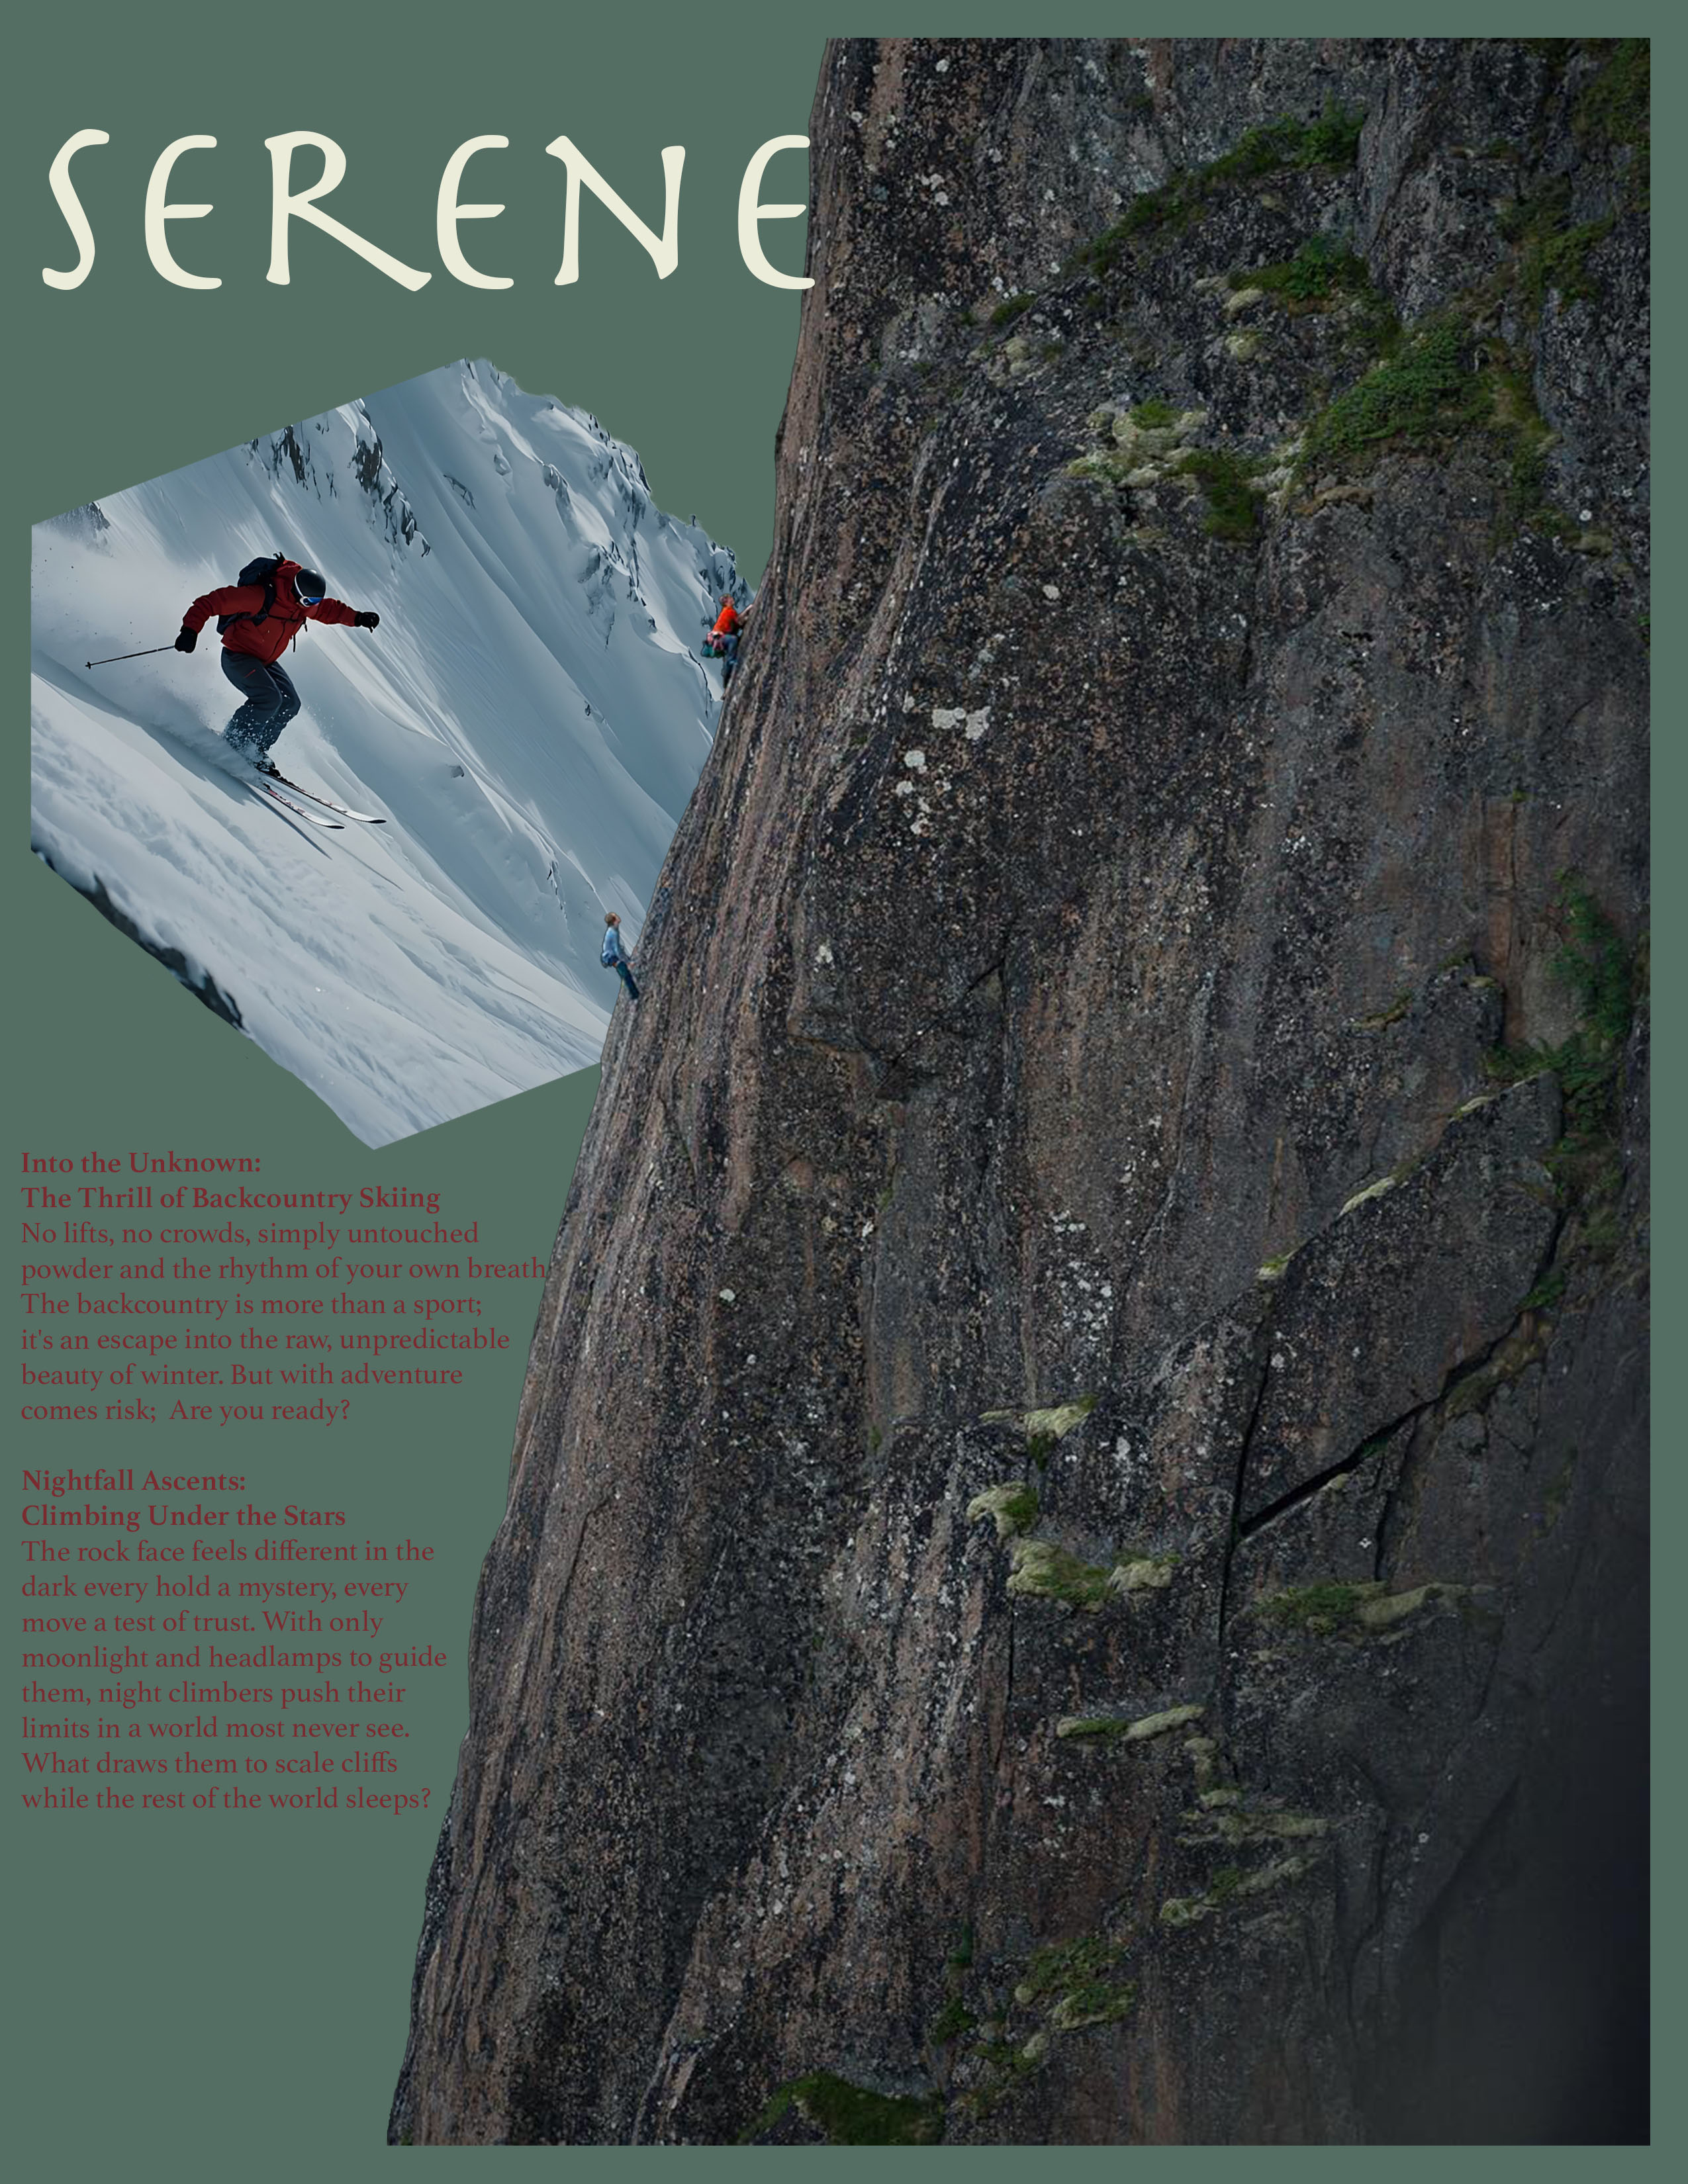 SERENE
Into the Unknown:
The Thrill of Backcountry Skiing
No lifts, no crowds, simply untouched
powder and the rhythm of your own breath.
The backcountry is more than a sport;
it's an escape into the raw, unpredictable
beauty of winter. But with adventure
comes risk;  Are you ready?
Nightfall Ascents:
Climbing Under the Stars
The rock face feels different in the
dark every hold a mystery, every
move a test of trust. With only
moonlight and headlamps to guide
them, night climbers push their
limits in a world most never see.
What draws them to scale cliffs
while the rest of the world sleeps?